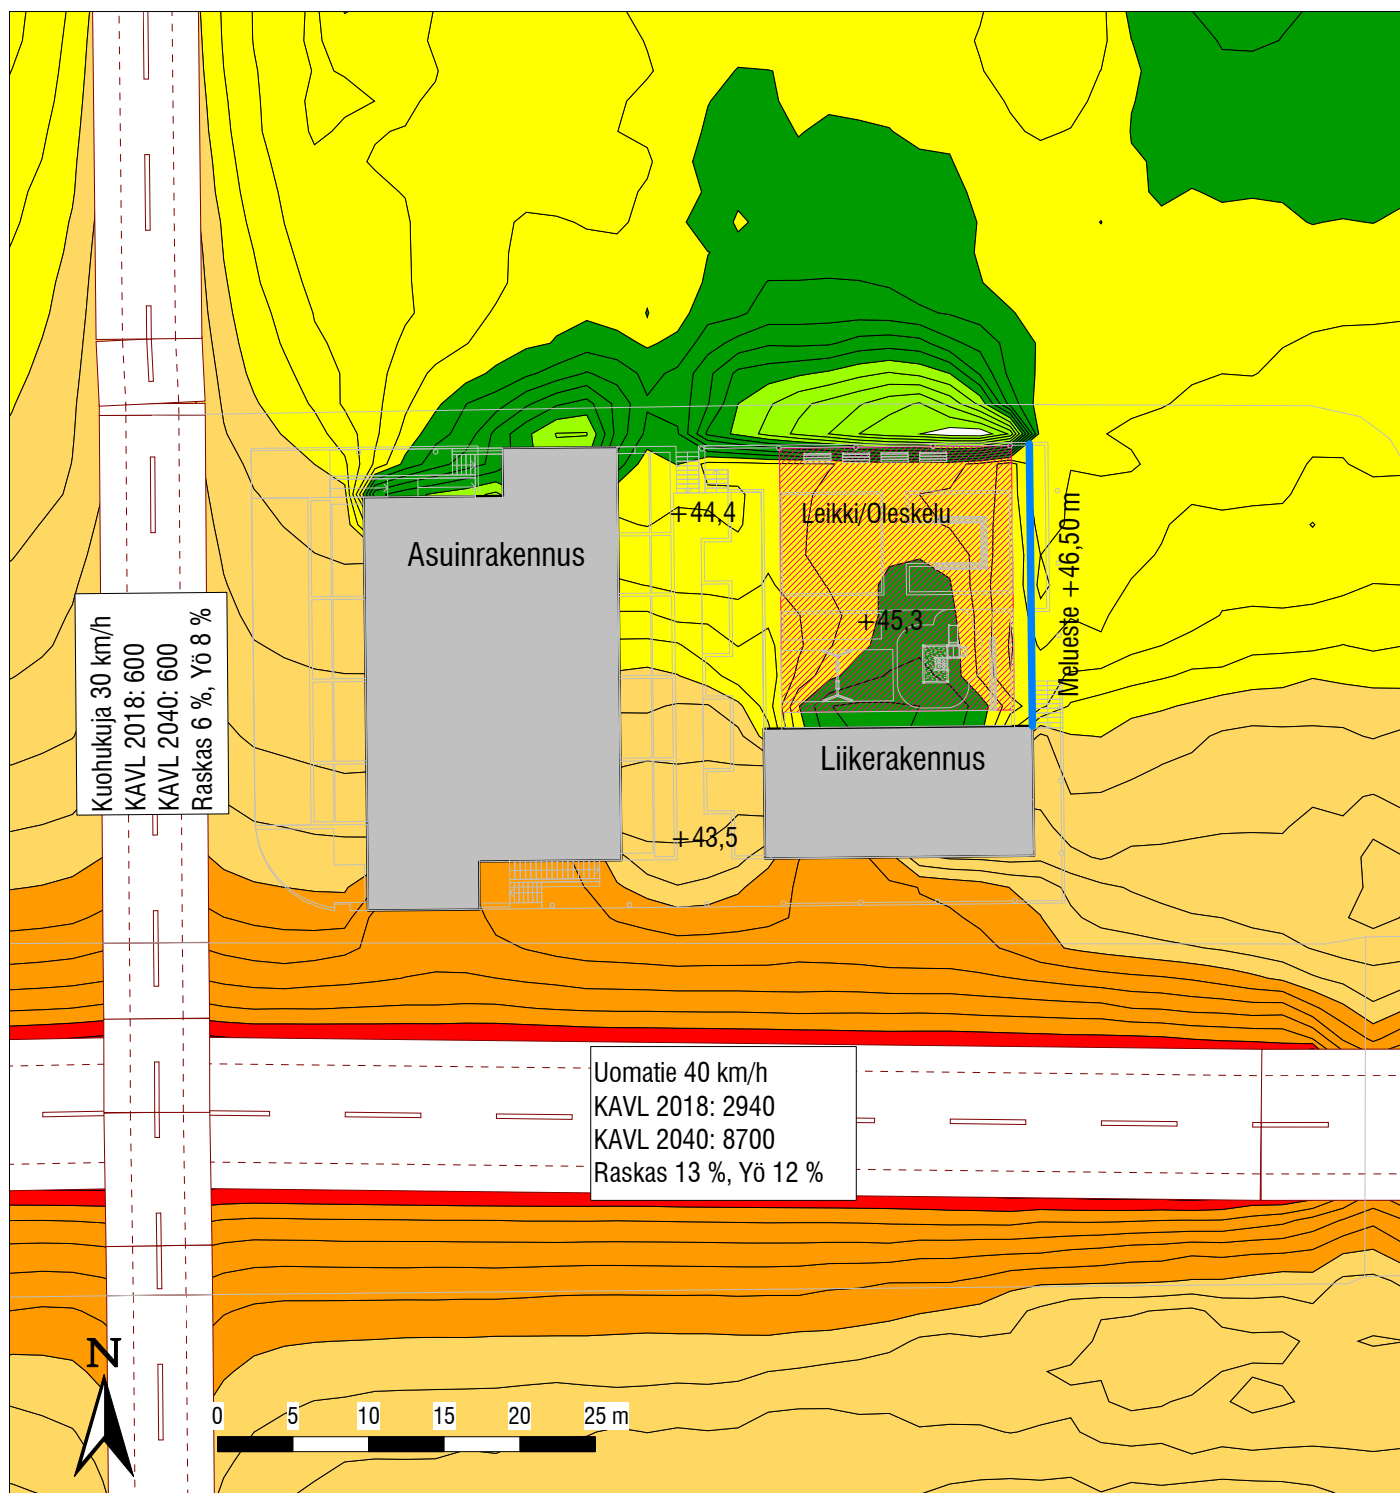 +44,4
Leikki/Oleskelu
Asuinrakennus
+45,3
Melueste +46,50 m
Kuohukuja 30 km/h
KAVL 2018: 600
KAVL 2040: 600
Raskas 6 %, Yö 8 %
Liikerakennus
+43,5
Uomatie 40 km/h
KAVL 2018: 2940
KAVL 2040: 8700
Raskas 13 %, Yö 12 %
N
0 5 10 15 20 25 m